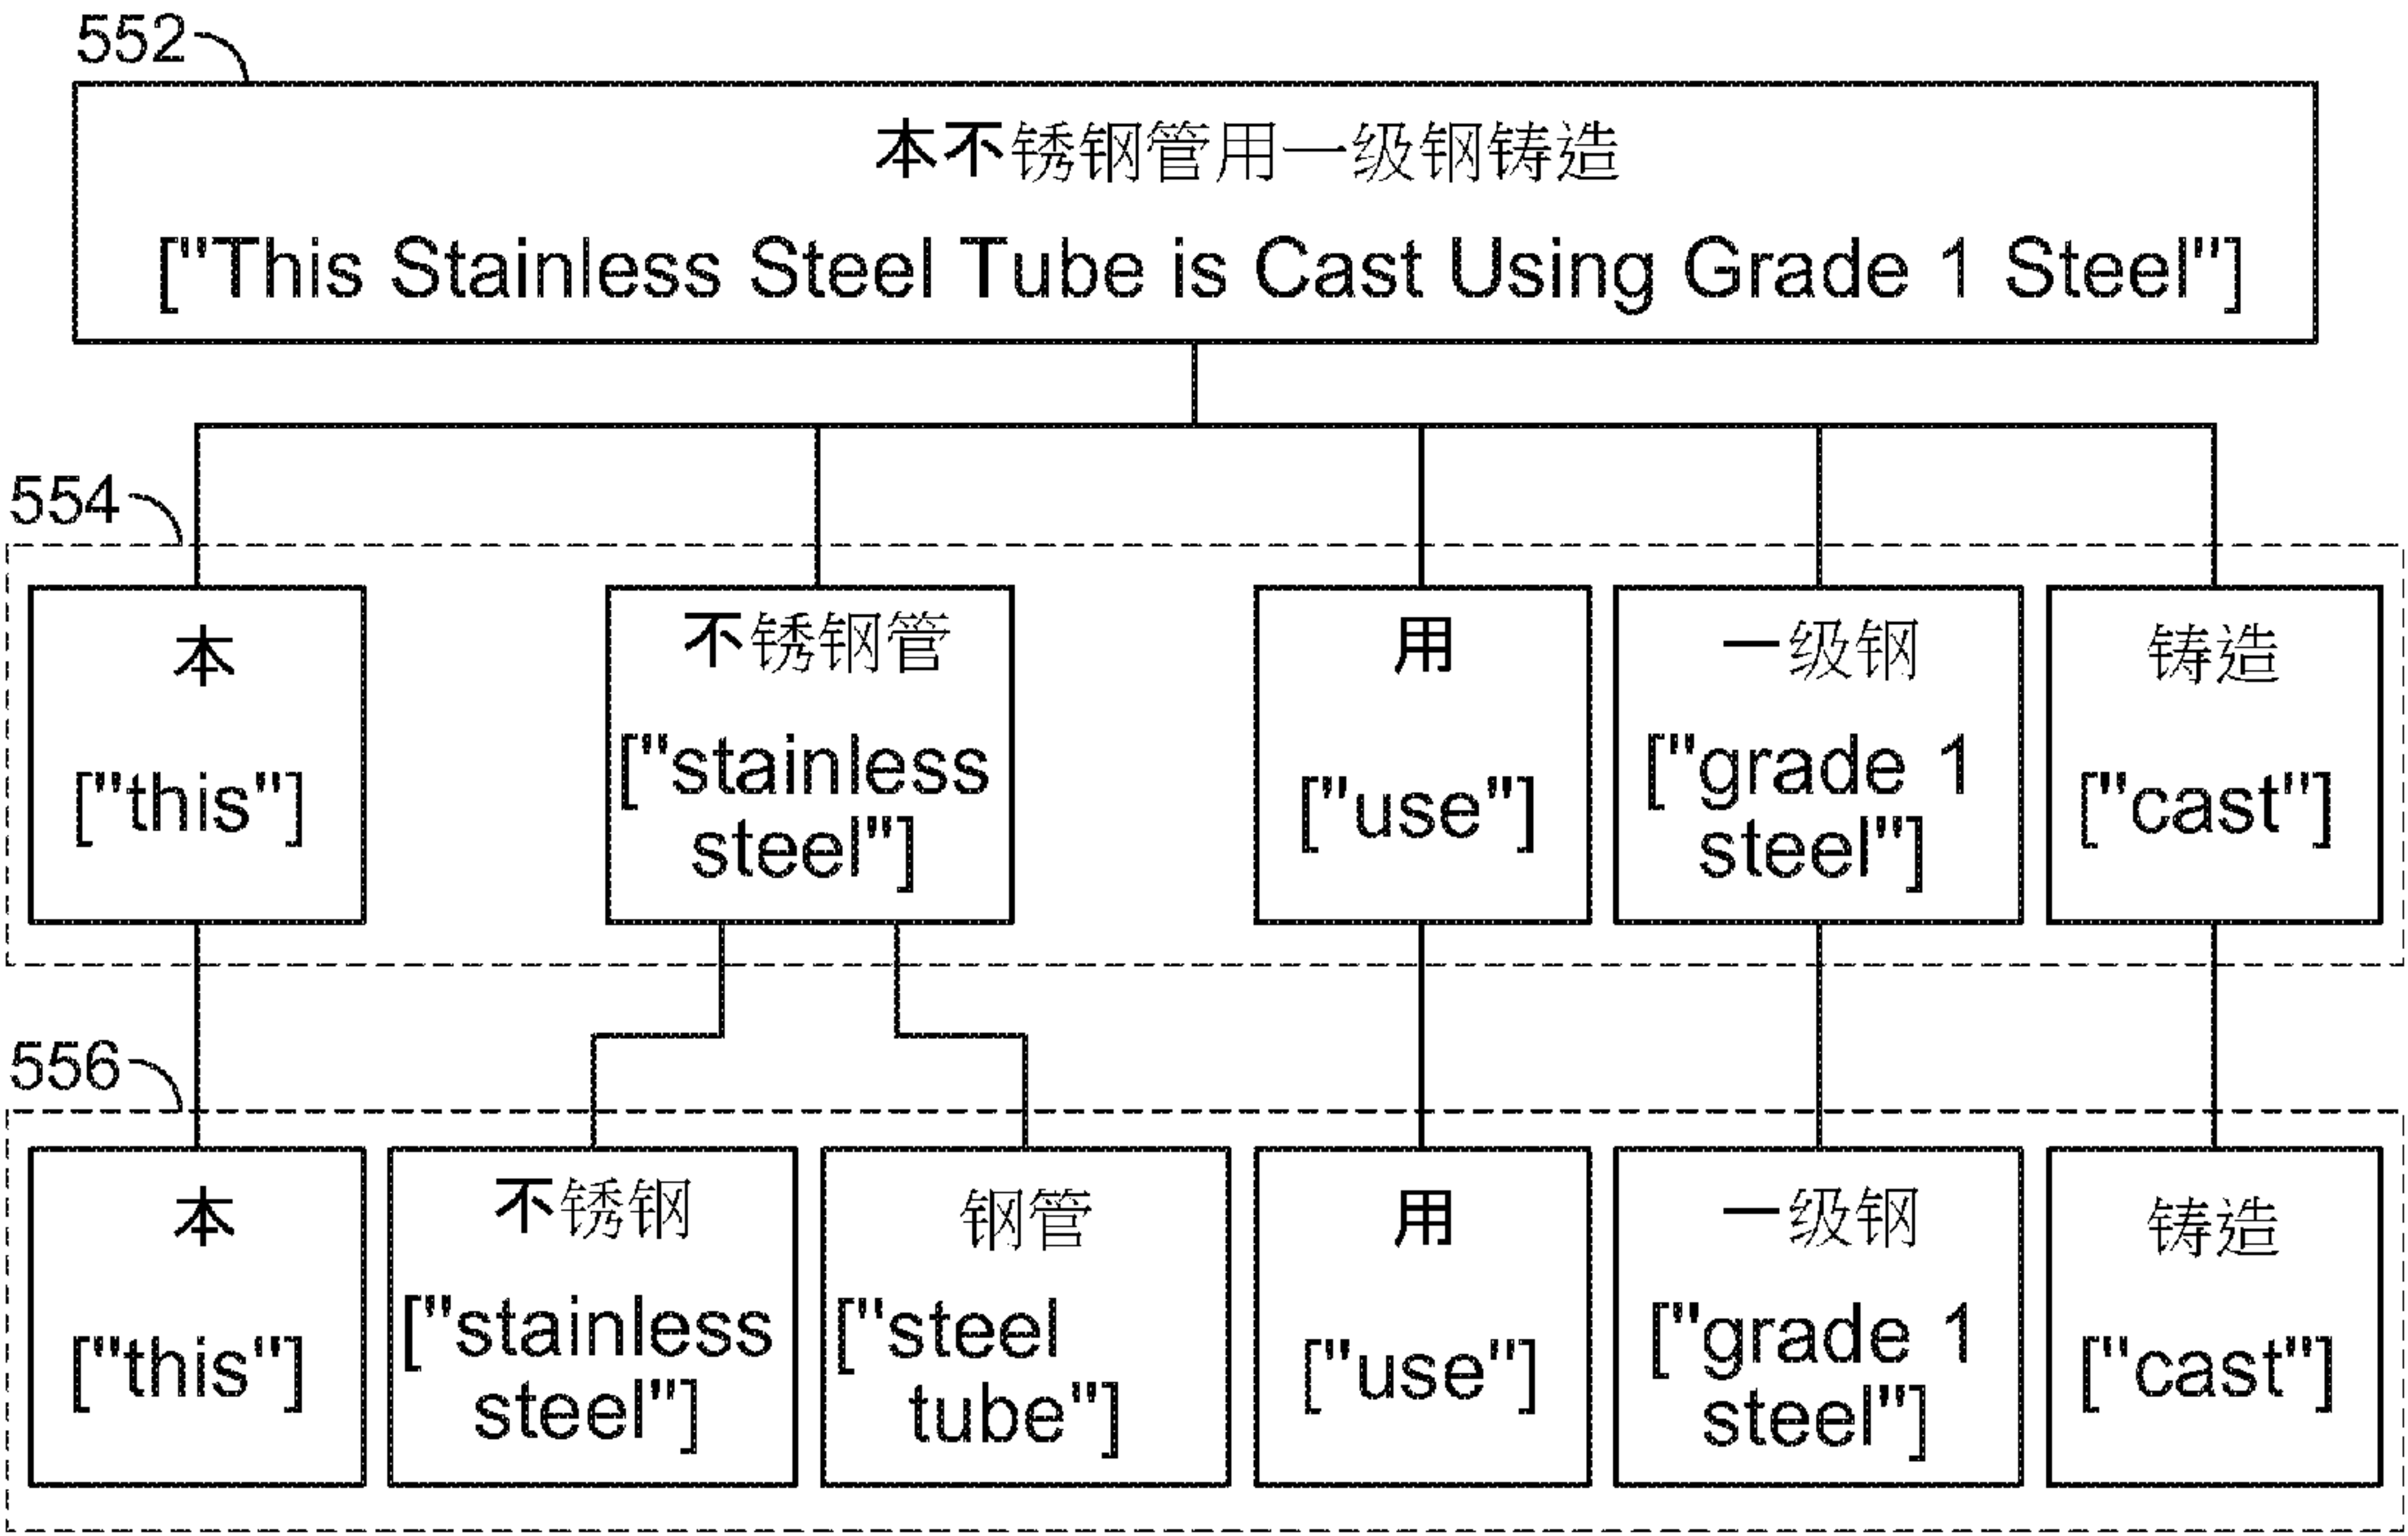 552
本不锈钢管用一级钢铸造
["This Stainless Steel Tube is Cast Using Grade 1 Steel"]
554
本
["this"]
不锈钢管
["stainless
steel"]
用
["use"]
一级钢
["grade 1
steel"]
铸造
["cast"]
556
本
["this"]
不锈钢
["stainless
steel"]
钢管
["steel
tube"]
用
["use"]
一级钢
["grade 1
steel"]
铸造
["cast"]